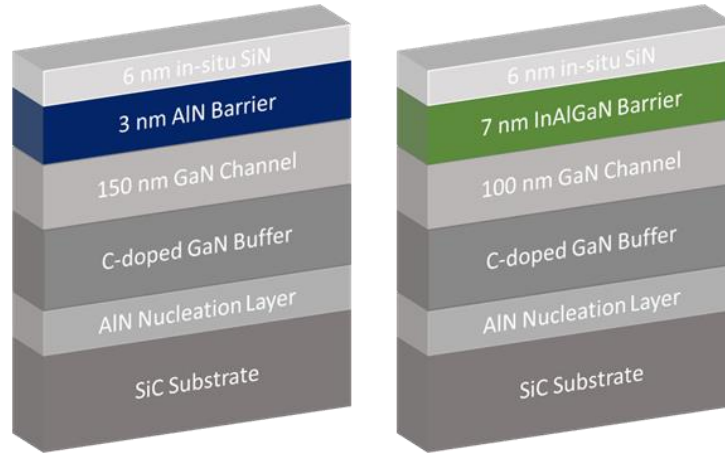 6 nm in-situ SiN
3 nm AlN Barrier
150 nm GaN Channel
C-doped GaN Buffer
AlN Nucleation Layer
SiC Substrate
6 nm in-situ SiN
7 nm InAlGaN Barrier
100 nm GaN Channel
C-doped GaN Buffer
AlN Nucleation Layer
SiC Substrate